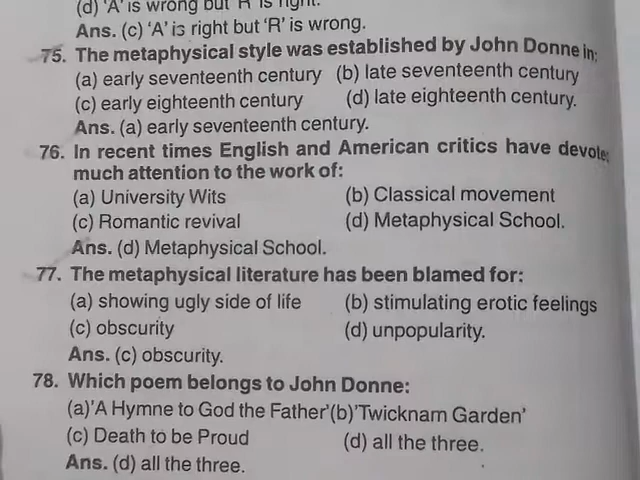 (d) 'A' is wrong but 'R' is right.
Ans. (c) 'A' is right but 'R' is wrong.
75. The metaphysical style was established by John Donne in:
(a) early seventeenth century (b) late seventeenth century
(c) early eighteenth century (d) late eighteenth century.
Ans. (a) early seventeenth century.
76. In recent times English and American critics have devote
much attention to the work of:
(a) University Wits (b) Classical movement
(c) Romantic revival (d) Metaphysical School.
Ans. (d) Metaphysical School.
77. The metaphysical literature has been blamed for:
(a) showing ugly side of life (b) stimulating erotic feelings
(c) obscurity (d) unpopularity.
Ans. (c) obscurity.
78. Which poem belongs to John Donne:
(a)'A Hymne to God the Father'(b)'Twicknam Garden'
(c) Death to be Proud (d) all the three.
Ans. (d) all the three.